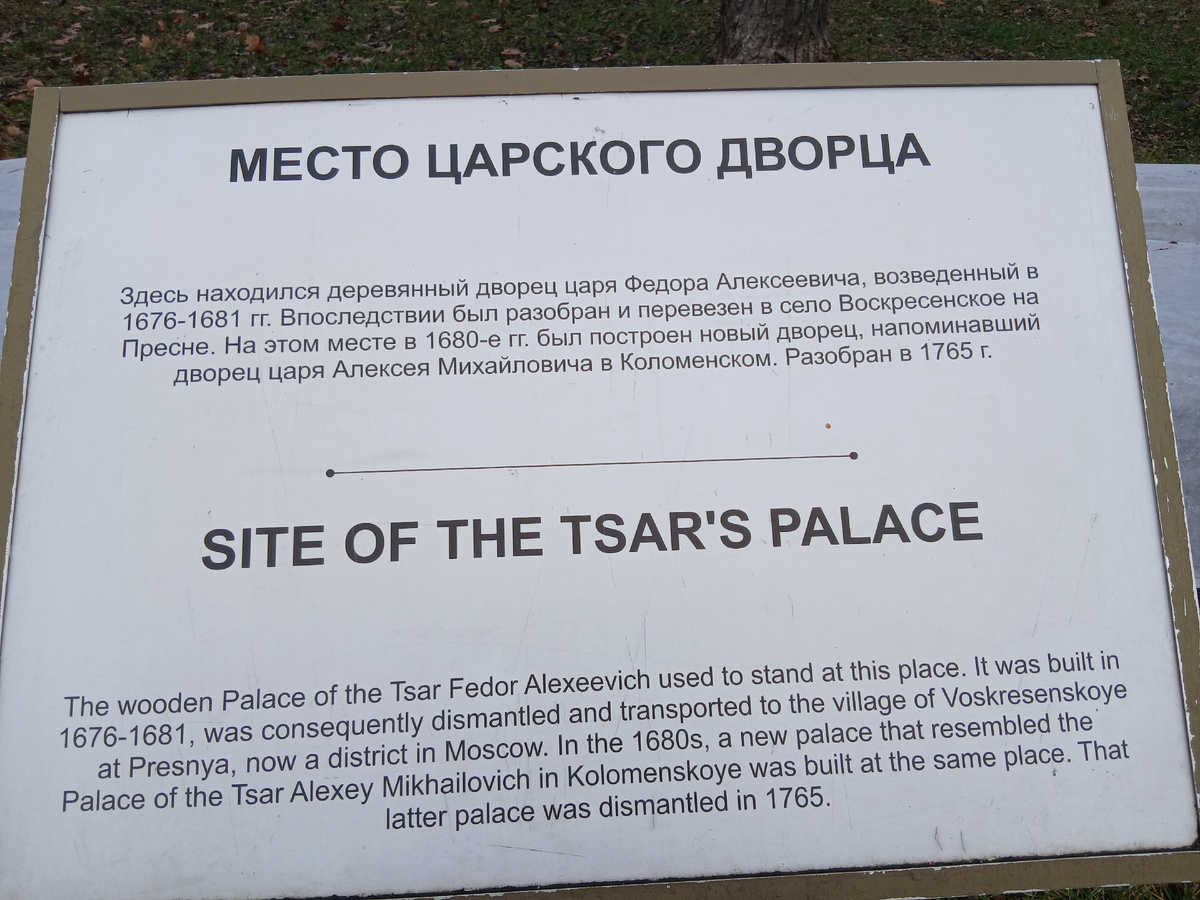 МЕСТО ЦАРСКОГО ДВОРЦА
Здесь находился деревянный дворец царя Федора Алексеевича, возведенный в
1676-1681 гг. Впоследствии был разобран и перевезен в село Воскресенское на
Пресне. На этом месте в 1680-е гг. был построен новый дворец, напоминавший
дворец царя Алексея Михайловича в Коломенском. Разобран в 1765 г.
SITE OF THE TSAR'S PALACE
The wooden Palace of the Tsar Fedor Alexeevich used to stand at this place. It was built in
1676-1681, was consequently dismantled and transported to the village of Voskresenskoye
at Presnya, now a district in Moscow. In the 1680s, a new palace that resembled the
Palace of the Tsar Alexey Mikhailovich in Kolomenskoye was built at the same place. That
latter palace was dismantled in 1765.